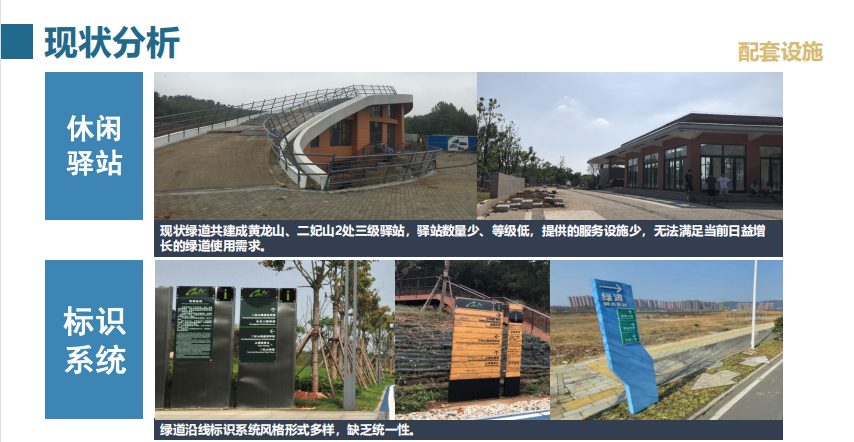 现状分析
配套设施
休闲
驿站
现状绿道共建成黄龙山、二妃山2处三级驿站，驿站数量少、等级低，提供的服务设施少，无法满足当前日益增
长的绿道使用需求。
标识
系统
i
i
绿道
绿道沿线标识系统风格形式多样，缺乏统一性。